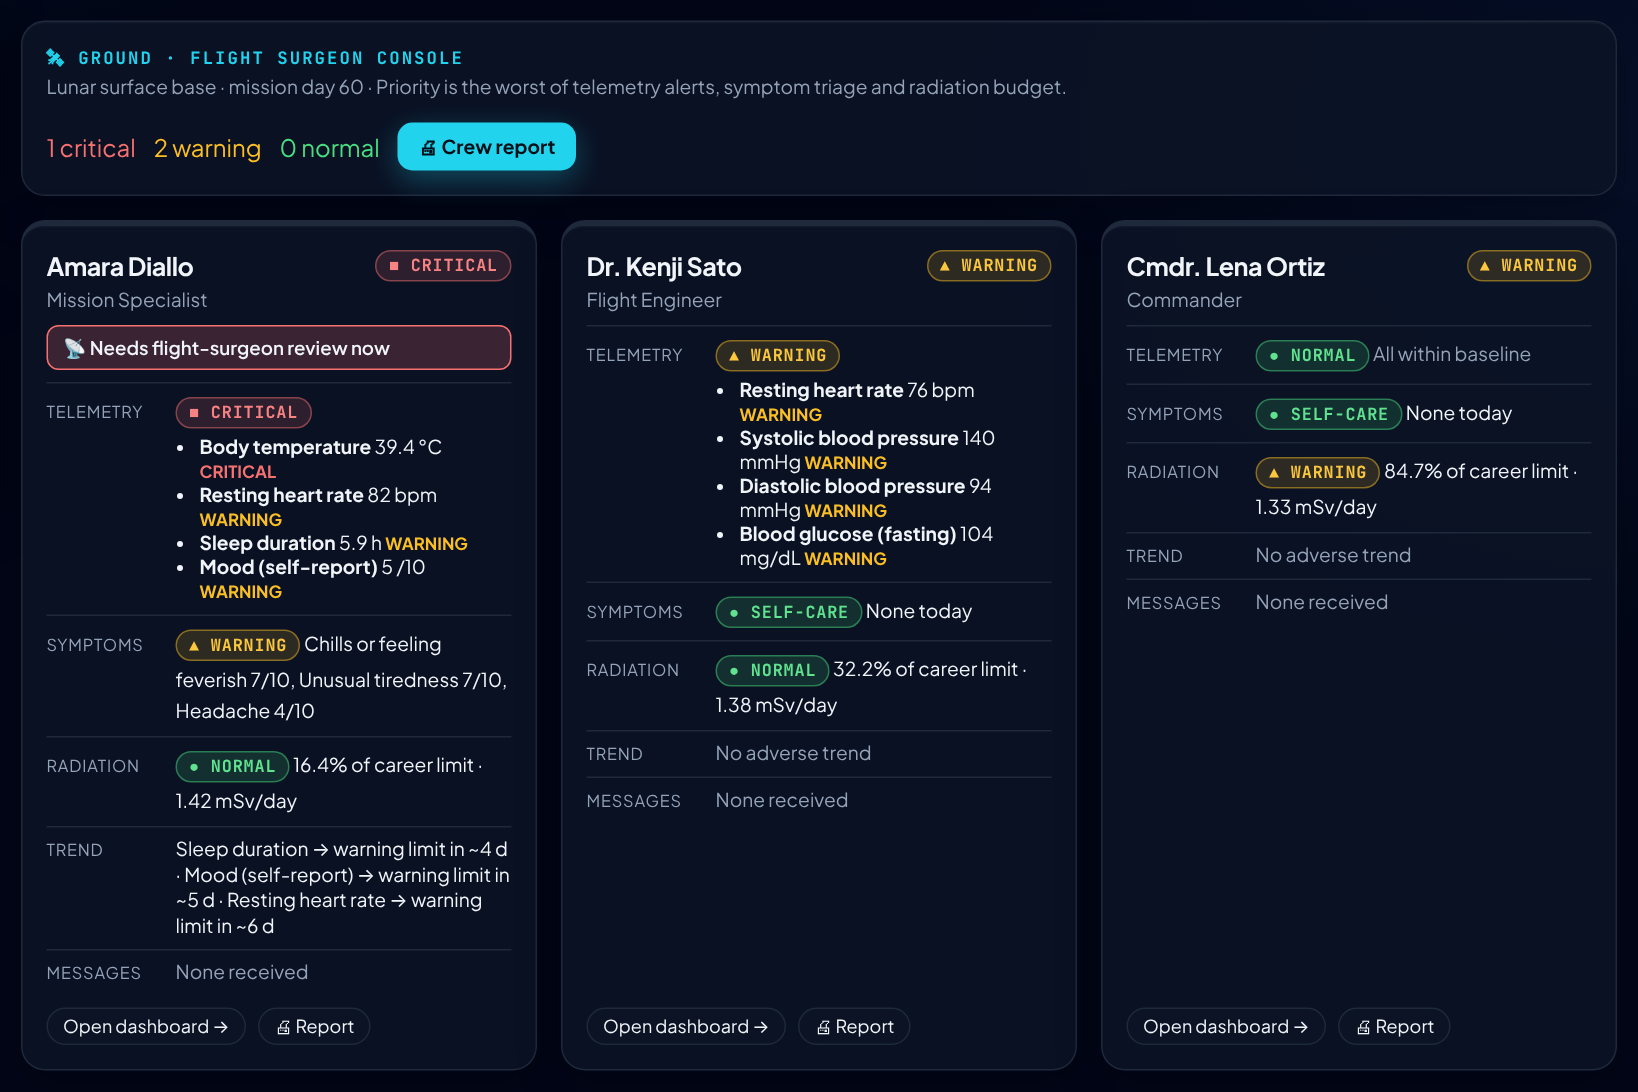 GROUND · FLIGHT SURGEON CONSOLE
Lunar surface base · mission day 60 · Priority is the worst of telemetry alerts, symptom triage and radiation budget.
1 critical 2 warning 0 normal Crew report
Amara Diallo CRITICAL
Mission Specialist
Needs flight-surgeon review now
TELEMETRY CRITICAL
• Body temperature 39.4 °C
CRITICAL
• Resting heart rate 82 bpm
WARNING
• Sleep duration 5.9 h WARNING
• Mood (self-report) 5 /10
WARNING
SYMPTOMS ▲ WARNING Chills or feeling
feverish 7/10, Unusual tiredness 7/10,
Headache 4/10
RADIATION ● NORMAL 16.4% of career limit ·
1.42 mSv/day
TREND Sleep duration → warning limit in ~4 d
· Mood (self-report) → warning limit in
~5 d · Resting heart rate → warning
limit in ~6 d
MESSAGES None received
Open dashboard → Report
Dr. Kenji Sato ▲ WARNING
Flight Engineer
TELEMETRY ▲ WARNING
• Resting heart rate 76 bpm
WARNING
• Systolic blood pressure 140
mmHg WARNING
• Diastolic blood pressure 94
mmHg WARNING
• Blood glucose (fasting) 104
mg/dL WARNING
SYMPTOMS ● SELF-CARE None today
RADIATION ● NORMAL 32.2% of career limit ·
1.38 mSv/day
TREND No adverse trend
MESSAGES None received
Open dashboard → Report
Cmdr. Lena Ortiz ▲ WARNING
Commander
TELEMETRY ● NORMAL All within baseline
SYMPTOMS ● SELF-CARE None today
RADIATION ▲ WARNING 84.7% of career limit ·
1.33 mSv/day
TREND No adverse trend
MESSAGES None received
Open dashboard → Report